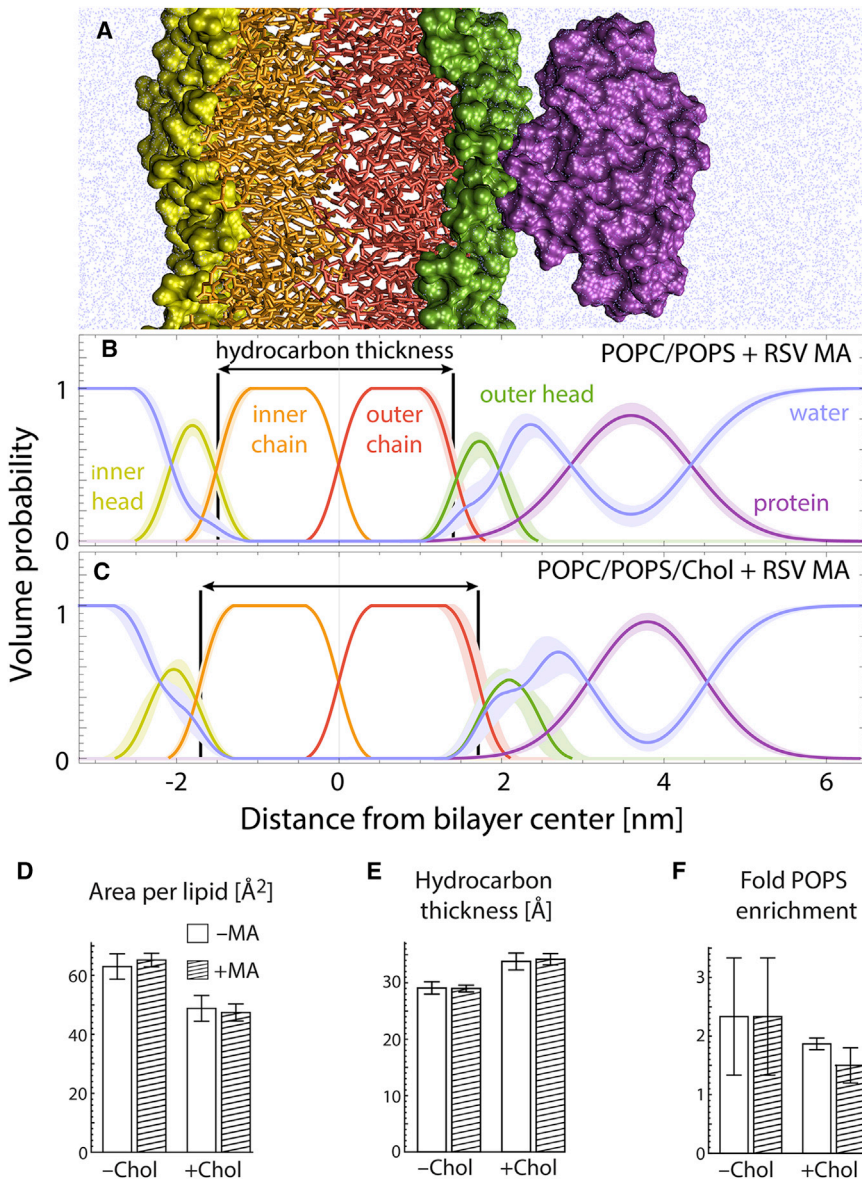 A
B
hydrocarbon thickness
POPC/POPS + RSV MA
outer head
water
inner
chain
outer
chain
inner
head
protein
1
0
C
POPC/POPS/Chol + RSV MA
1
0
Volume probability
-2
0
2
4
6
Distance from bilayer center [nm]
D
Area per lipid [Å²]
–MA
+MA
60
40
20
0
–Chol
+Chol
E
Hydrocarbon
thickness [Å]
30
20
10
0
–Chol
+Chol
F
Fold POPS
enrichment
3
2
1
0
–Chol
+Chol